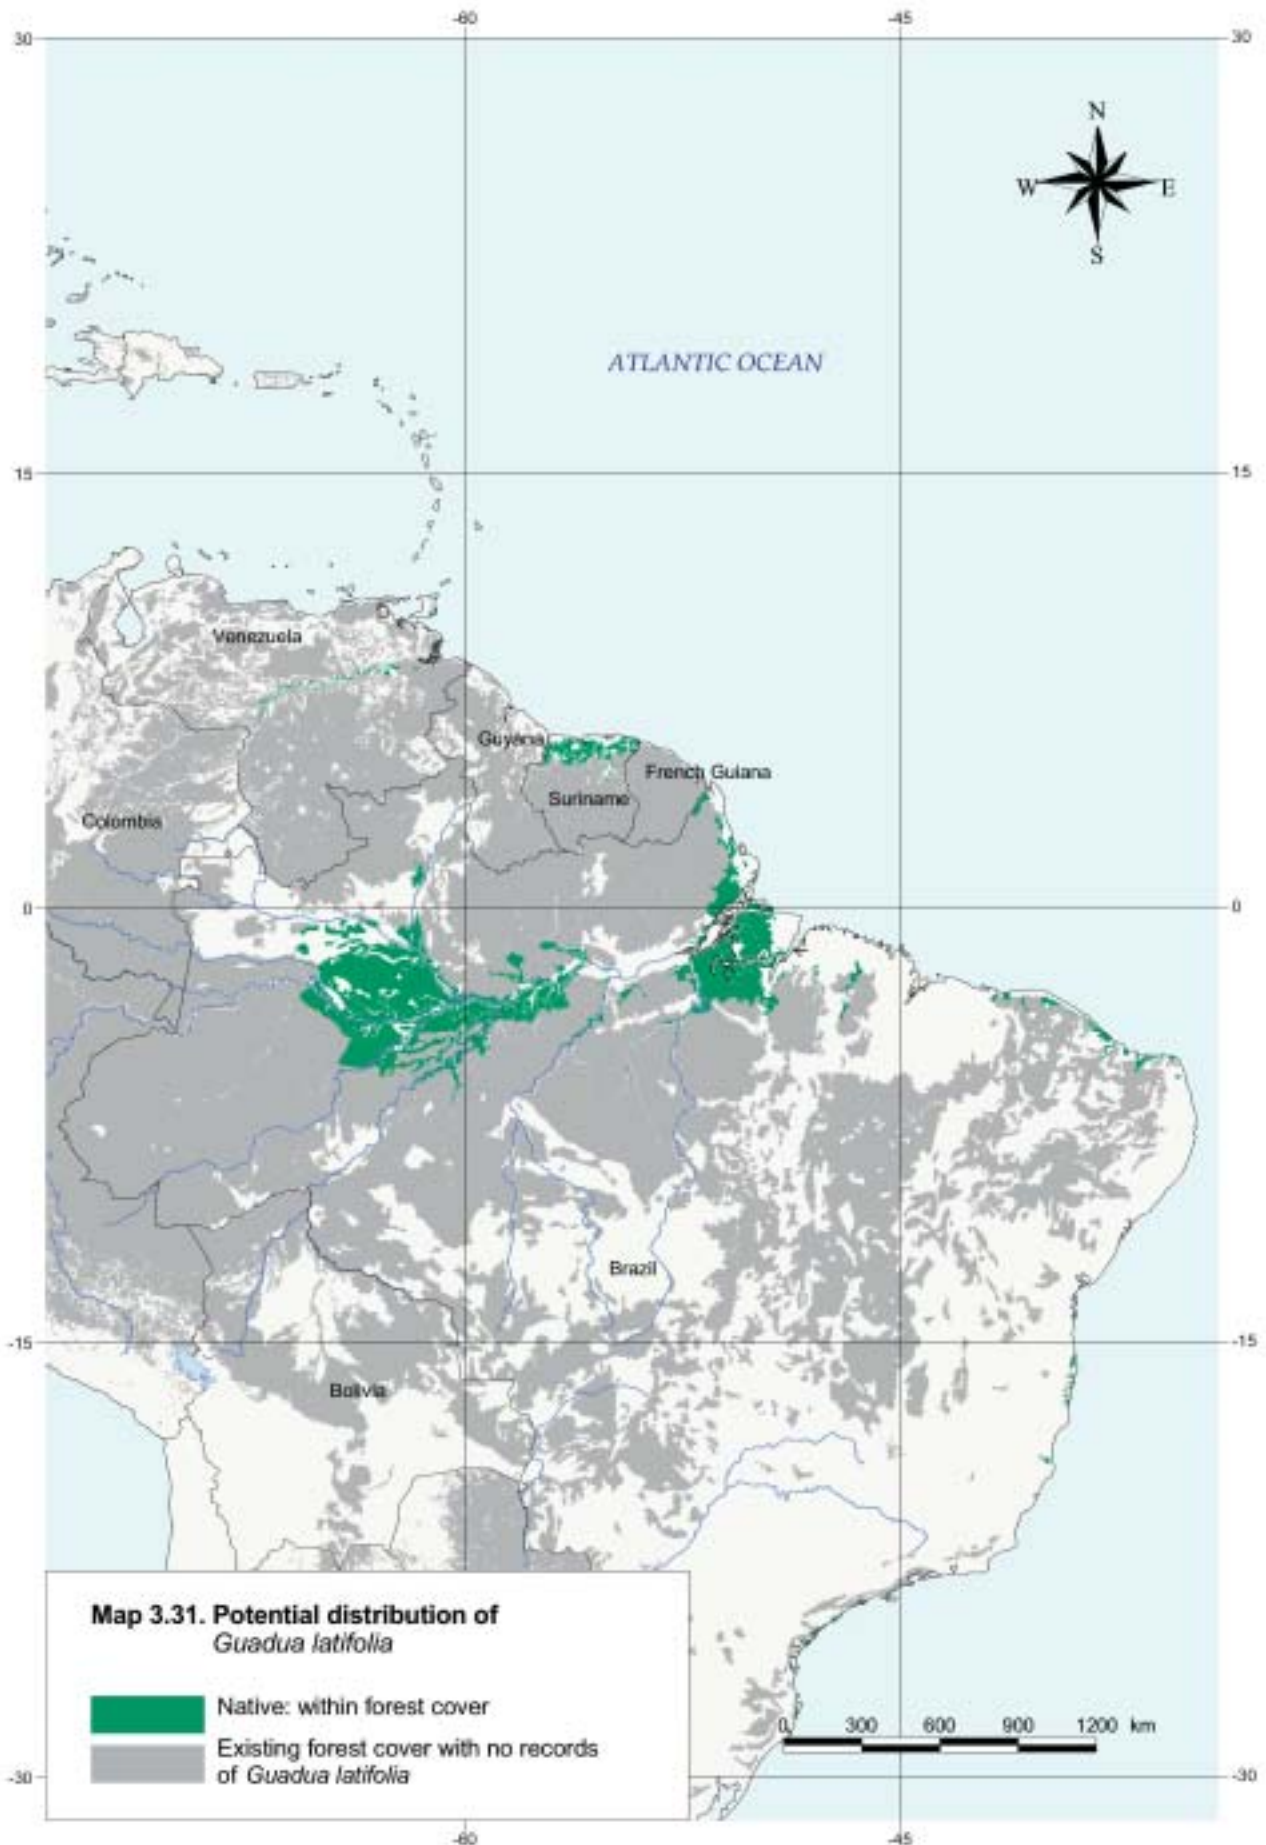 -60 -45
30 30
N
W E
S
ATLANTIC OCEAN
15 15
Venezuela
Guyana
French Guiana
Suriname
Colombia
0 0
Brazil
-15 -15
Bolivia
Map 3.31. Potential distribution of
Guadua latifolia
Native: within forest cover
Existing forest cover with no records
of Guadua latifolia
0 300 600 900 1200 km
-30 -30
-60 -45